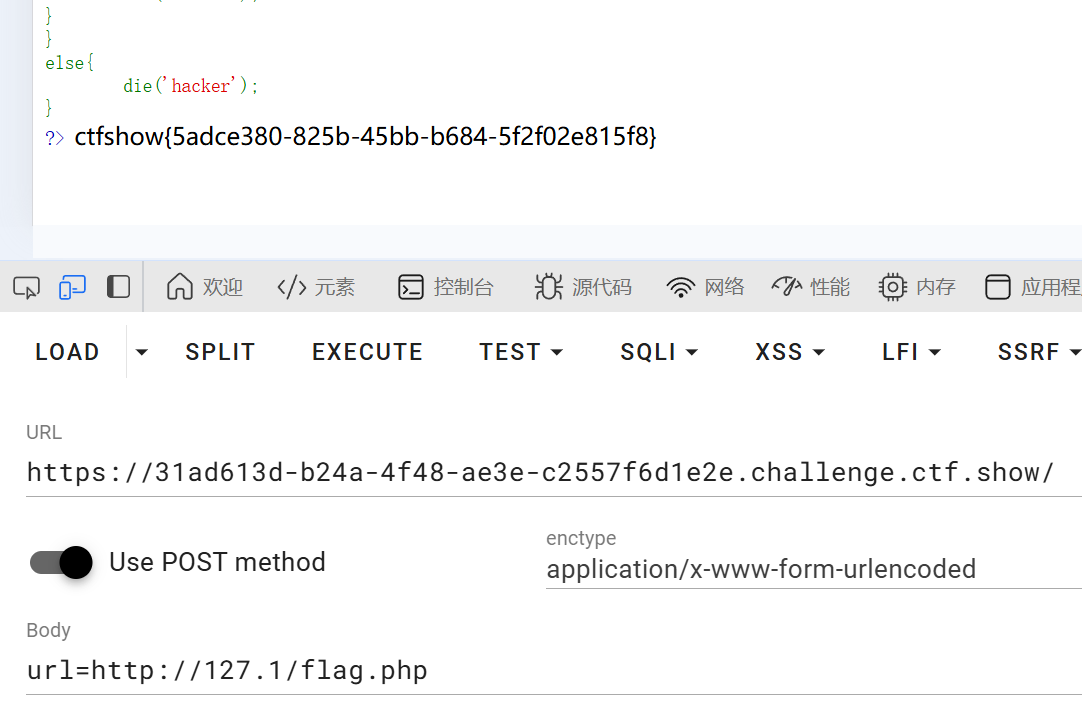 }
}
else{
die('hacker');
}
?> ctfshow{5adce380-825b-45bb-b684-5f2f02e815f8}
欢迎 </> 元素 控制台 源代码 网络 性能 内存 应用程
LOAD SPLIT EXECUTE TEST SQLI XSS LFI SSRF
URL
https://31ad613d-b24a-4f48-ae3e-c2557f6d1e2e.challenge.ctf.show/
Use POST method
enctype
application/x-www-form-urlencoded
Body
url=http://127.1/flag.php